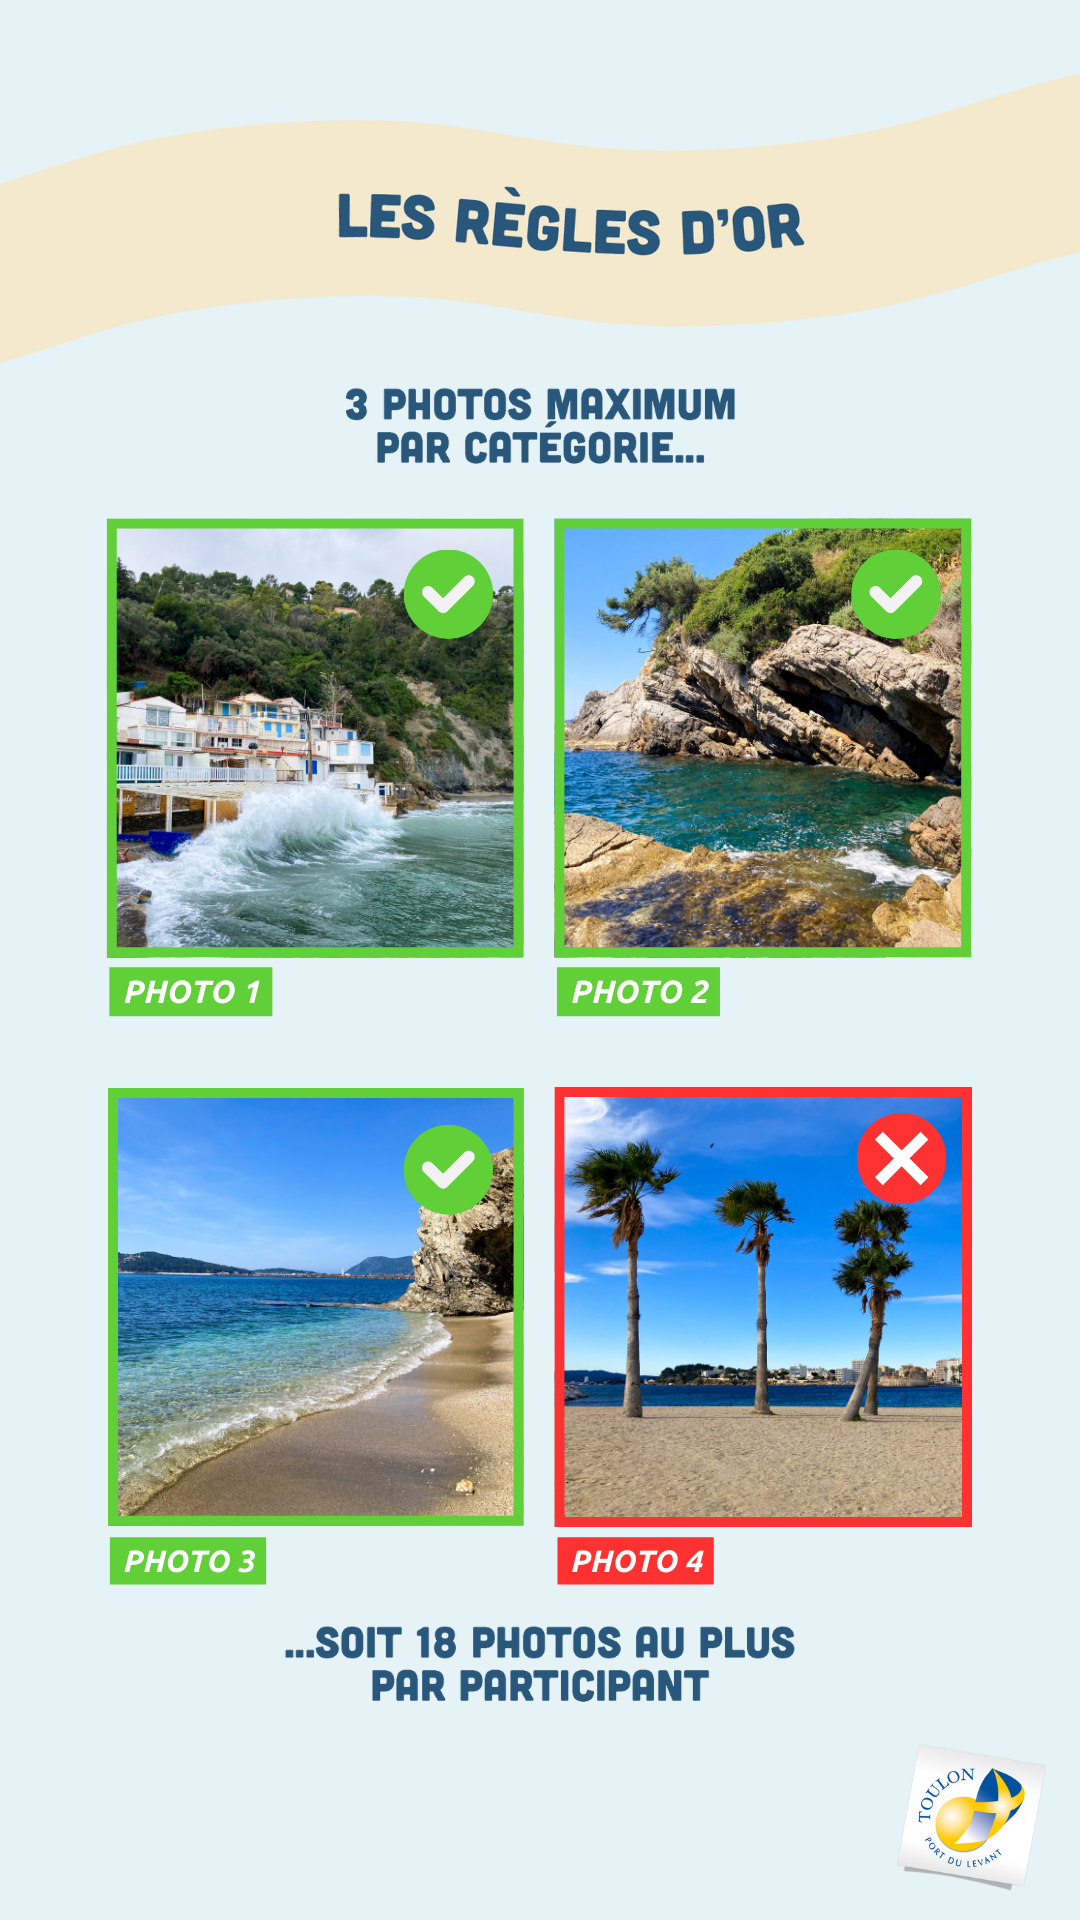 LES RÈGLES D'OR
3 PHOTOS MAXIMUM
PAR CATÉGORIE...
PHOTO 1
PHOTO 2
PHOTO 3
PHOTO 4
...SOIT 18 PHOTOS AU PLUS
PAR PARTICIPANT
TOULON
PORT DU LEVANT